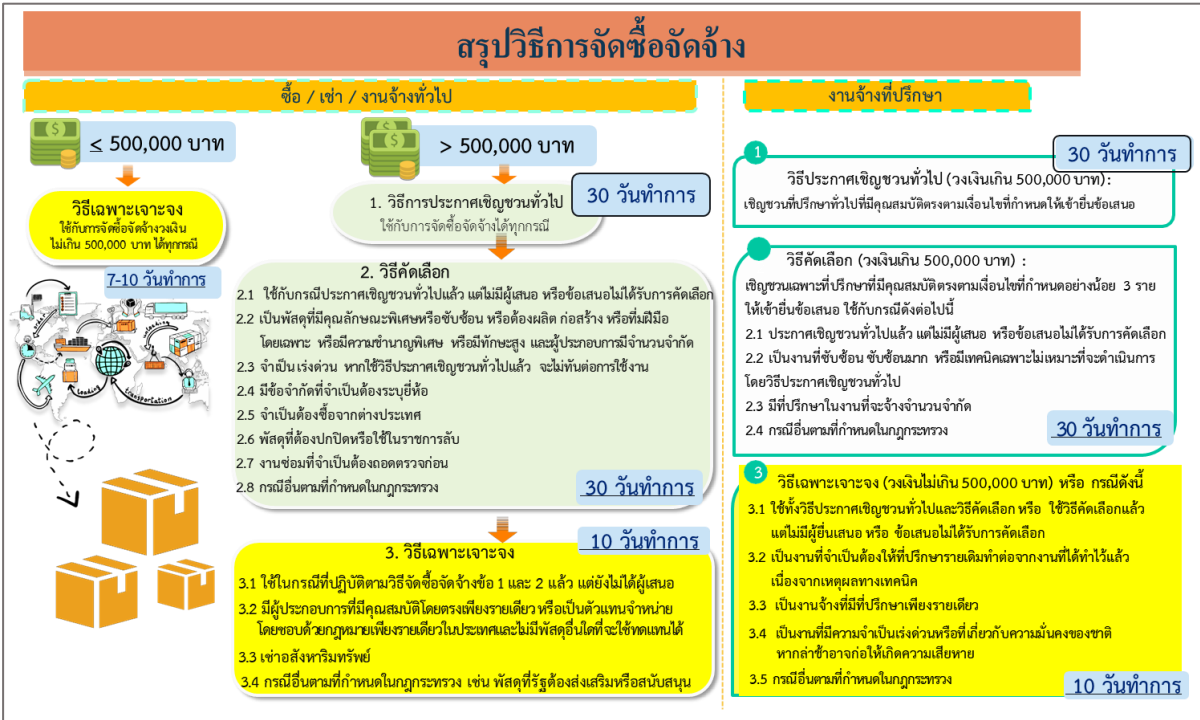 สรุปวิธีการจัดซื้อจัดจ้าง
ซื้อ / เช่า / งานจ้างทั่วไป
≤ 500,000 บาท
วิธีเฉพาะเจาะจง
ใช้กับการจัดซื้อจัดจ้างวงเงิน
ไม่เกิน 500,000 บาท ได้ทุกกรณี
7-10 วันทำการ
loading
transportation
> 500,000 บาท
30 วันทำการ
1. วิธีการประกาศเชิญชวนทั่วไป
ใช้กับการจัดซื้อจัดจ้างได้ทุกกรณี
2. วิธีคัดเลือก
2.1 ใช้กับกรณีประกาศเชิญชวนทั่วไปแล้ว แต่ไม่มีผู้เสนอ หรือข้อเสนอไม่ได้รับการคัดเลือก
2.2 เป็นพัสดุที่มีคุณลักษณะพิเศษหรือซับซ้อน หรือต้องผลิต ก่อสร้าง หรือที่มฝีมือ
โดยเฉพาะ หรือมีความชำนาญพิเศษ หรือมีทักษะสูง และผู้ประกอบการมีจำนวนจำกัด
2.3 จำเป็นเร่งด่วน หากใช้วิธีประกาศเชิญชวนทั่วไปแล้ว จะไม่ทันต่อการใช้งาน
2.4 มีข้อจำกัดที่จำเป็นต้องระบุยี่ห้อ
2.5 จำเป็นต้องซื้อจากต่างประเทศ
2.6 พัสดุที่ต้องปกปิดหรือใช้ในราชการลับ
2.7 งานซ่อมที่จำเป็นต้องถอดตรวจก่อน
2.8 กรณีอื่นตามที่กำหนดในกฎกระทรวง
30 วันทำการ
10 วันทำการ
3. วิธีเฉพาะเจาะจง
3.1 ใช้ในกรณีที่ปฏิบัติตามวิธีจัดซื้อจัดจ้างข้อ 1 และ 2 แล้ว แต่ยังไม่ได้ผู้เสนอ
3.2 มีผู้ประกอบการที่มีคุณสมบัติโดยตรงเพียงรายเดียว หรือเป็นตัวแทนจำหน่าย
โดยชอบด้วยกฎหมายเพียงรายเดียวในประเทศและไม่มีพัสดุอื่นใดที่จะใช้ทดแทนได้
3.3 เช่าอสังหาริมทรัพย์
3.4 กรณีอื่นตามที่กำหนดในกฎกระทรวง เช่น พัสดุที่รัฐต้องส่งเสริมหรือสนับสนุน
งานจ้างที่ปรึกษา
30 วันทำการ
1
วิธีประกาศเชิญชวนทั่วไป (วงเงินเกิน 500,000 บาท) :
เชิญชวนที่ปรึกษาทั่วไปที่มีคุณสมบัติตรงตามเงื่อนไขที่กำหนดให้เข้ายื่นข้อเสนอ
วิธีคัดเลือก (วงเงินเกิน 500,000 บาท) :
เชิญชวนเฉพาะที่ปรึกษาที่มีคุณสมบัติตรงตามเงื่อนไขที่กำหนดอย่างน้อย 3 ราย
ให้เข้ายื่นข้อเสนอ ใช้กับกรณีดังต่อไปนี้
2.1 ประกาศเชิญชวนทั่วไปแล้ว แต่ไม่มีผู้เสนอ หรือข้อเสนอไม่ได้รับการคัดเลือก
2.2 เป็นงานที่ซับซ้อน ซับซ้อนมาก หรือมีเทคนิคเฉพาะไม่เหมาะที่จะดำเนินการ
โดยวิธีประกาศเชิญชวนทั่วไป
2.3 มีที่ปรึกษาในงานที่จะจ้างจำนวนจำกัด
2.4 กรณีอื่นตามที่กำหนดในกฎกระทรวง
30 วันทำการ
3
วิธีเฉพาะเจาะจง (วงเงินไม่เกิน 500,000 บาท) หรือ กรณีดังนี้
3.1 ใช้ทั้งวิธีประกาศเชิญชวนทั่วไปและวิธีคัดเลือก หรือ ใช้วิธีคัดเลือกแล้ว
แต่ไม่มีผู้ยื่นเสนอ หรือ ข้อเสนอไม่ได้รับการคัดเลือก
3.2 เป็นงานที่จำเป็นต้องให้ที่ปรึกษารายเดิมทำต่อจากงานที่ได้ทำไว้แล้ว
เนื่องจากเหตุผลทางเทคนิค
3.3 เป็นงานจ้างที่มีที่ปรึกษาเพียงรายเดียว
3.4 เป็นงานที่มีความจำเป็นเร่งด่วนหรือที่เกี่ยวกับความมั่นคงของชาติ
หากล่าช้าอาจก่อให้เกิดความเสียหาย
3.5 กรณีอื่นตามที่กำหนดในกฎกระทรวง
10 วันทำการ